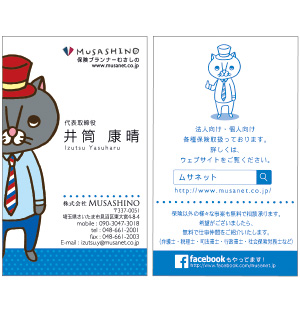 MUSASHINO
保険プランナーむさしの
www.musanet.co.jp
代表取締役
井筒 康晴
Izutsu Yasuharu
株式会社 MUSASHINO
〒337-0051
埼玉県さいたま市見沼区東大宮4-8-4
mobile : 090-3047-3018
tel : 048-661-2001
fax : 048-661-2003
E-mail : izutsuy@musanet.co.jp
法人向け・個人向け
各種保険取扱っております。
詳しくは、
ウェブサイトをご覧ください。
ムサネット
http://www.musanet.co.jp/
保険以外の様々な事案も無料で相談承ります。
希望がございましたら、
無料で仕事仲間をご紹介いたします。
(弁護士・税理士・司法書士・行政書士・社会保険労務士など)
facebookもやってます!
http://www.facebook.com/musanet.jp